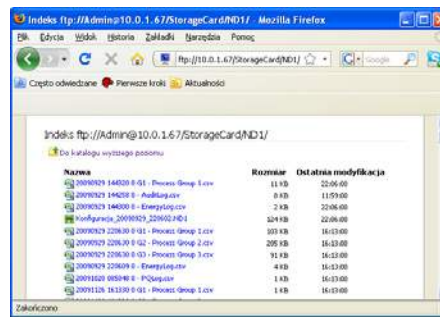 Indeks ftp://Admin@10.0.1.67/StorageCard/ND1/ - Mozilla Firefox
Plik Edycja Widok Historia Zakładki Narzędzia Pomoc
ftp://10.0.1.67/StorageCard/ND1/ Google
Często odwiedzane Pierwsze kroki Aktualności
Indeks ftp://Admin@10.0.1.67/StorageCard/ND1/
Do katalogu wyższego poziomu
Nazwa Rozmiar Ostatnia modyfikacja
20090929 144320 0 G1 - Process Group 1.csv 11 KB 22:06:00
20090929 144258 0 - AuditLog.csv 0 KB 11:59:00
20090929 144300 0 - EnergyLog.csv 2 KB 22:06:00
Konfiguracja_20090929_220602.ND1 124 KB 22:06:00
20090929 220630 0 G1 - Process Group 1.csv 103 KB 16:13:00
20090929 220630 0 G2 - Process Group 2.csv 205 KB 16:13:00
20090929 220630 0 G3 - Process Group 3.csv 91 KB 16:13:00
20090929 220609 0 - EnergyLog.csv 4 KB 16:13:00
20091020 085048 0 - PQLog.csv 1 KB 16:13:00
20091126 161330 0 G1 - Process Group 1.csv 1 KB 16:13:00
Zakończono